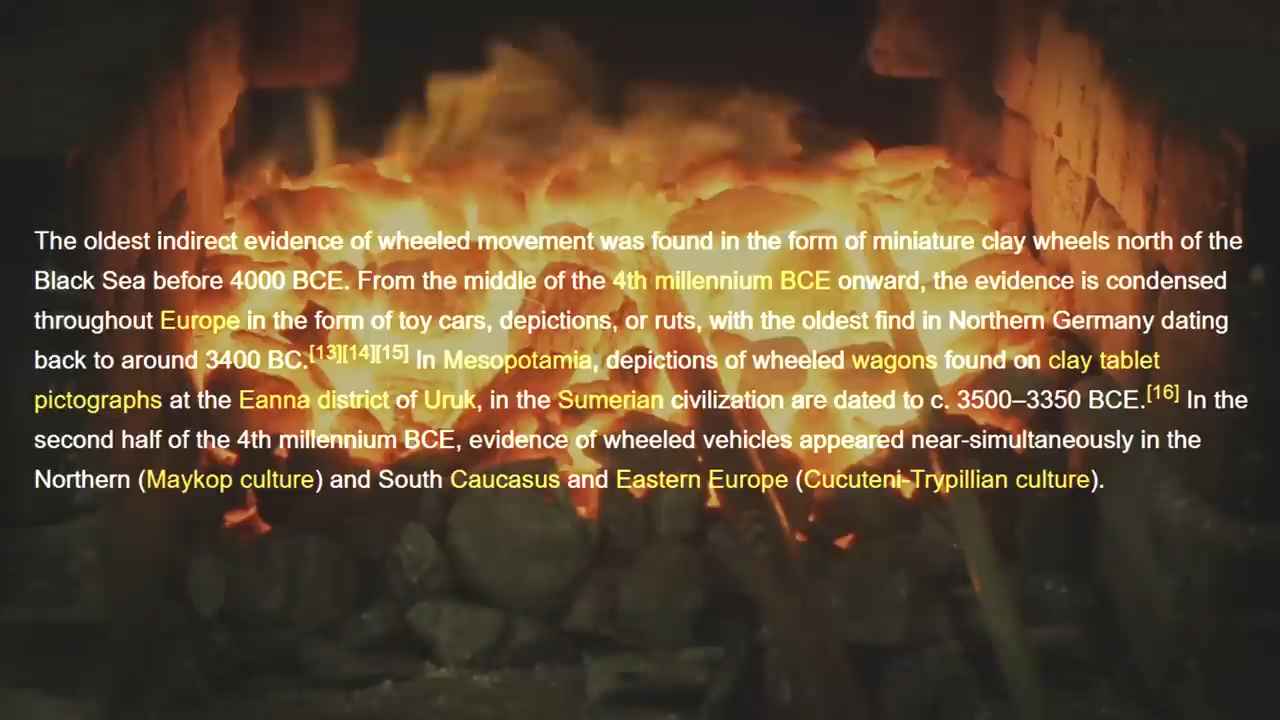 The oldest indirect evidence of wheeled movement was found in the form of miniature clay wheels north of the
Black Sea before 4000 BCE. From the middle of the 4th millennium BCE onward, the evidence is condensed
throughout Europe in the form of toy cars, depictions, or ruts, with the oldest find in Northern Germany dating
back to around 3400 BC.[13][14][15] In Mesopotamia, depictions of wheeled wagons found on clay tablet
pictographs at the Eanna district of Uruk, in the Sumerian civilization are dated to c. 3500–3350 BCE.[16] In the
second half of the 4th millennium BCE, evidence of wheeled vehicles appeared near-simultaneously in the
Northern (Maykop culture) and South Caucasus and Eastern Europe (Cucuteni-Trypillian culture).